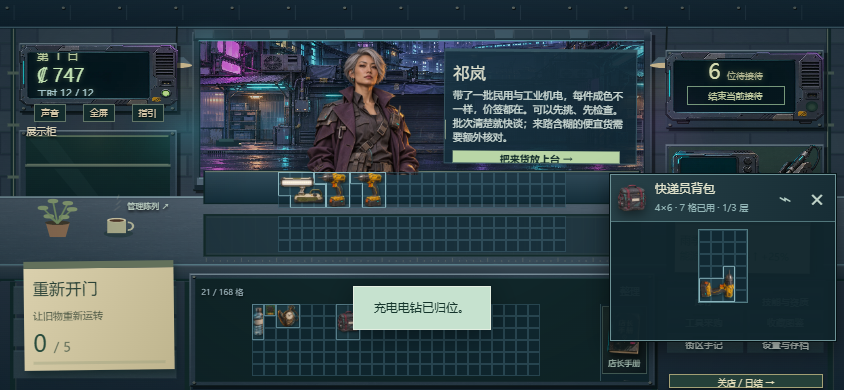 第 1 日
₡ 747
工时 12 / 12
声音
全屏
指引
展示柜
管理陈列 ↗
重新开门
让旧物重新运转
0 / 5
祁岚
带了一批民用与工业机电，每件成色不
一样，价签都在。可以先挑、先检查。
批次清楚就快谈；来路含糊的便宜货需
要额外核对。
把来货放上台 →
6 位待接待
结束当前接待
快递员背包
4×6 · 7 格已用 · 1/3 层
21 / 168 格
充电电钻已归位。
店长手册
街区手记
设置与存档
关店 / 日结 →